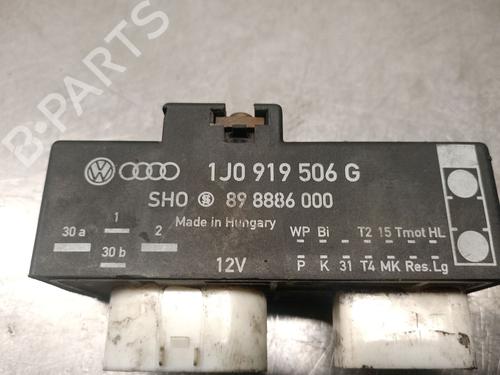 B-PARTS
1J0 919 506 G
SHO 89 8886 000
Made in Hungary
30 a 1 2
30 b
12V
WP Bi T2 15 Tmot HL
P K 31 T4 MK Res. Lg